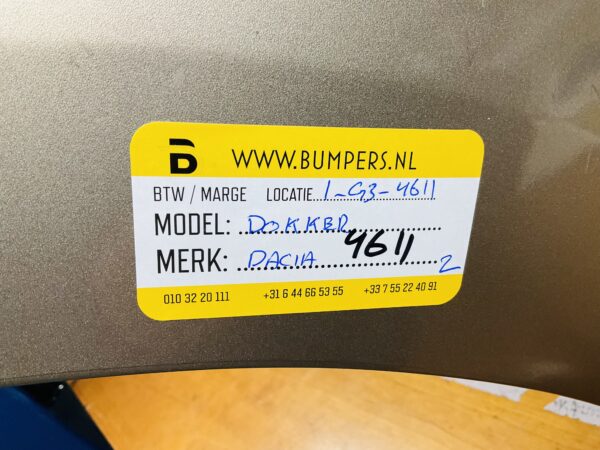 B WWW.BUMPERS.NL
BTW / MARGE LOCATIE 1-G3-4611
MODEL: DOKKER
MERK: DACIA 4611 2
010 32 20 111 +31 6 44 66 53 55 +33 7 55 22 40 91